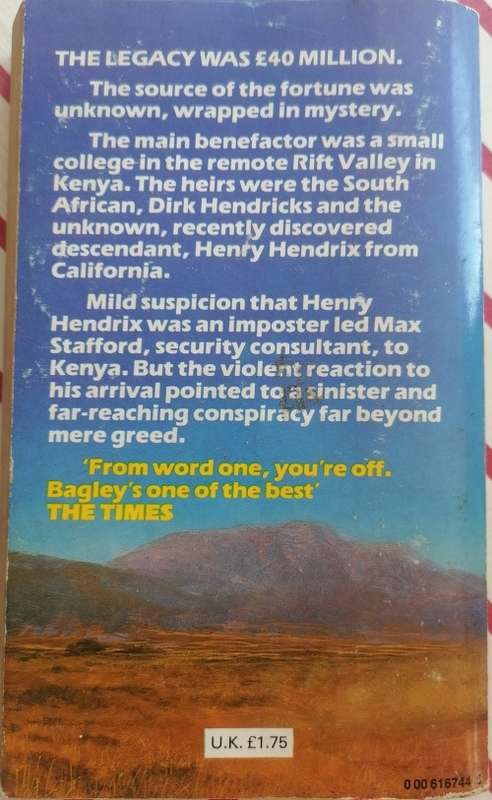 THE LEGACY WAS £40 MILLION.
The source of the fortune was
unknown, wrapped in mystery.
The main benefactor was a small
college in the remote Rift Valley in
Kenya. The heirs were the South
African, Dirk Hendricks and the
unknown, recently discovered
descendant, Henry Hendrix from
California.
Mild suspicion that Henry
Hendrix was an imposter led Max
Stafford, security consultant, to
Kenya. But the violent reaction to
his arrival pointed to a sinister and
far-reaching conspiracy far beyond
mere greed.
'From word one, you're off.
Bagley's one of the best'
THE TIMES
U.K. £1.75
0 00 616744